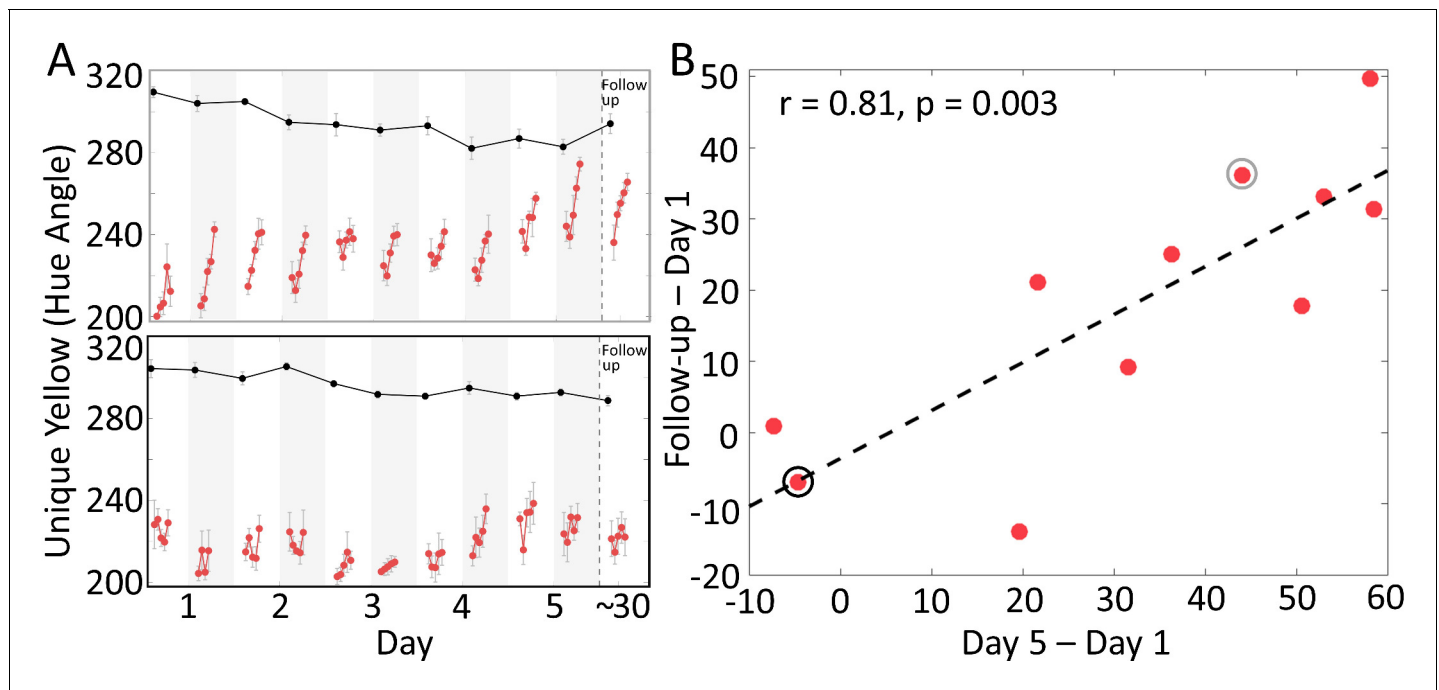 A
320
280
240
200
Follow
up
320
280
240
200
Follow
up
Unique Yellow (Hue Angle)
1 2 3 4 5 ~30
Day
B
r = 0.81, p = 0.003
50
40
30
20
10
0
-10
-20
Follow-up – Day 1
-10 0 10 20 30 40 50 60
Day 5 – Day 1